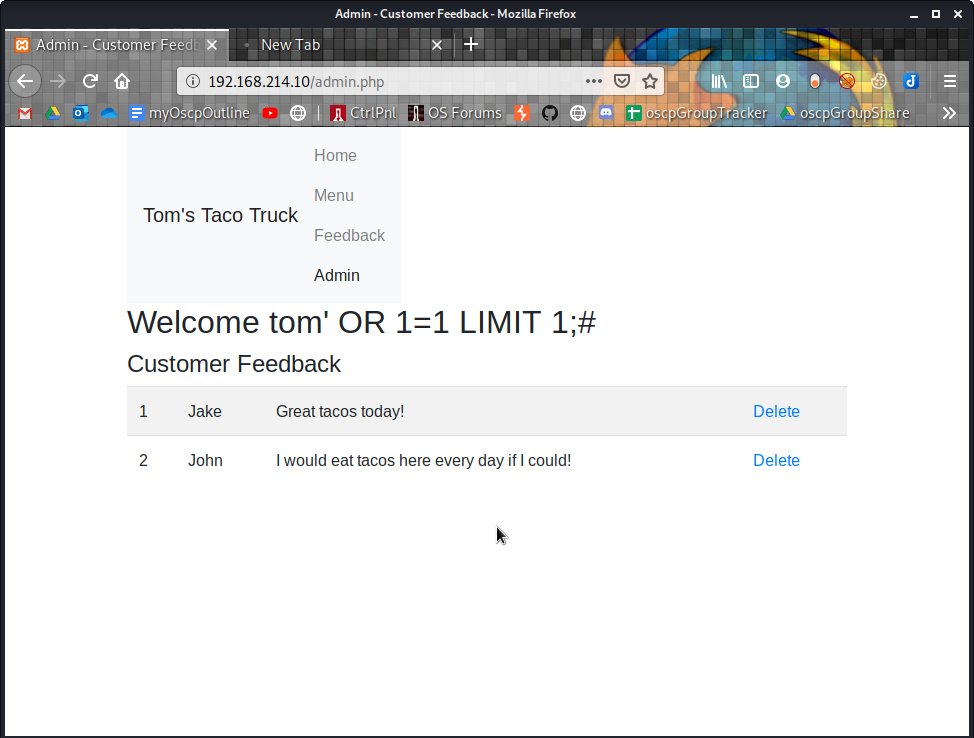 Admin - Customer Feedback - Mozilla Firefox
Admin - Customer Feed
New Tab
192.168.214.10/admin.php
myOscpOutline CtrlPnl OS Forums oscpGroupTracker oscpGroupShare
Home
Menu
Tom's Taco Truck
Feedback
Admin
Welcome tom' OR 1=1 LIMIT 1;#
Customer Feedback
1 Jake Great tacos today! Delete
2 John I would eat tacos here every day if I could! Delete